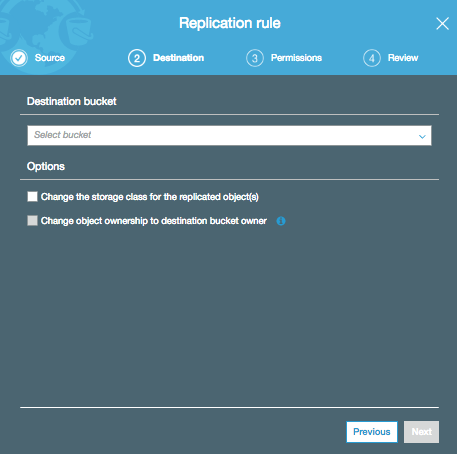 Replication rule
Source
2 Destination
3 Permissions
4 Review
Destination bucket
Select bucket
Options
Change the storage class for the replicated object(s)
Change object ownership to destination bucket owner
Previous Next